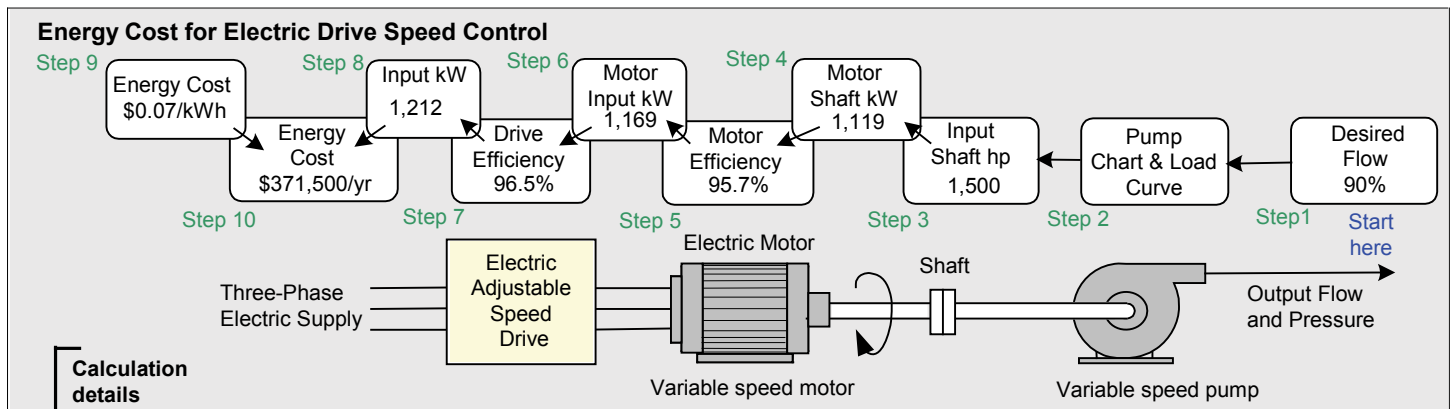 Energy Cost for Electric Drive Speed Control
Step 9
Energy Cost
$0.07/kWh
Step 8
Input kW
1,212
Step 6
Motor
Input kW
1,169
Step 4
Motor
Shaft kW
1,119
Energy
Cost
$371,500/yr
Step 10
Drive
Efficiency
96.5%
Step 7
Motor
Efficiency
95.7%
Step 5
Input
Shaft hp
1,500
Step 3
Pump
Chart & Load
Curve
Step 2
Desired
Flow
90%
Step1
Start
here
Three-Phase
Electric Supply
Electric
Adjustable
Speed
Drive
Electric Motor
Shaft
Output Flow
and Pressure
Variable speed motor
Variable speed pump
Calculation
details